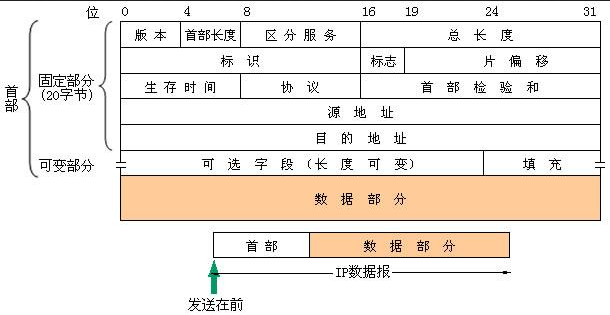 位 0 4 8 16 19 24 31
版本 首部长度 区分服务 总长度
标识 标志 片偏移
生存时间 协议 首部检验和
源地址
目的地址
可选字段（长度可变） 填充
数据部分
首部
固定部分
(20字节)
可变部分
首部 数据部分
IP数据报
发送在前